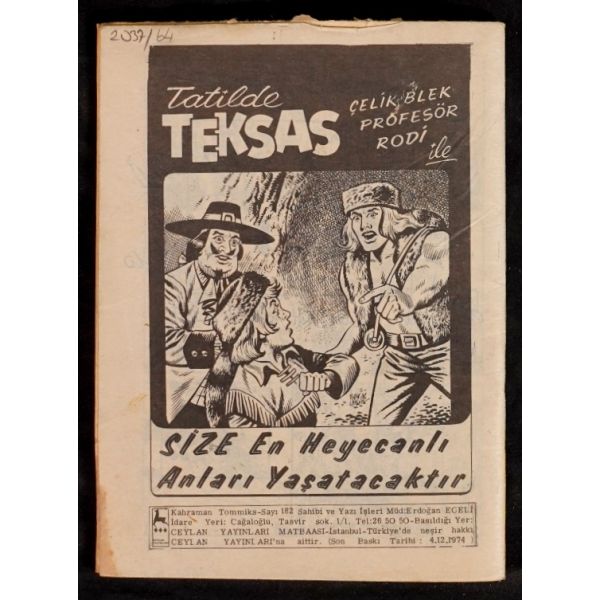 2037/64
Tatilde
TEKSAS
ÇELİK BLEK
PROFESÖR
RODİ
ile
SİZE En Heyecanlı
Anları Yaşatacaktır
Kahraman Tommiks-Sayı 182 Sahibi ve Yazı İşleri Müd:Erdoğan EGELİ
İdare Yeri: Cağaloğlu, Tasvir sok. 1/1. Tel:26 50 50-Basıldığı Yer:
CEYLAN YAYINLARI MATBAASI-İstanbul-Türkiye'de neşir hakkı
CEYLAN YAYINLARI'na aittir. (Son Baskı Tarihi : 4.12.1974)